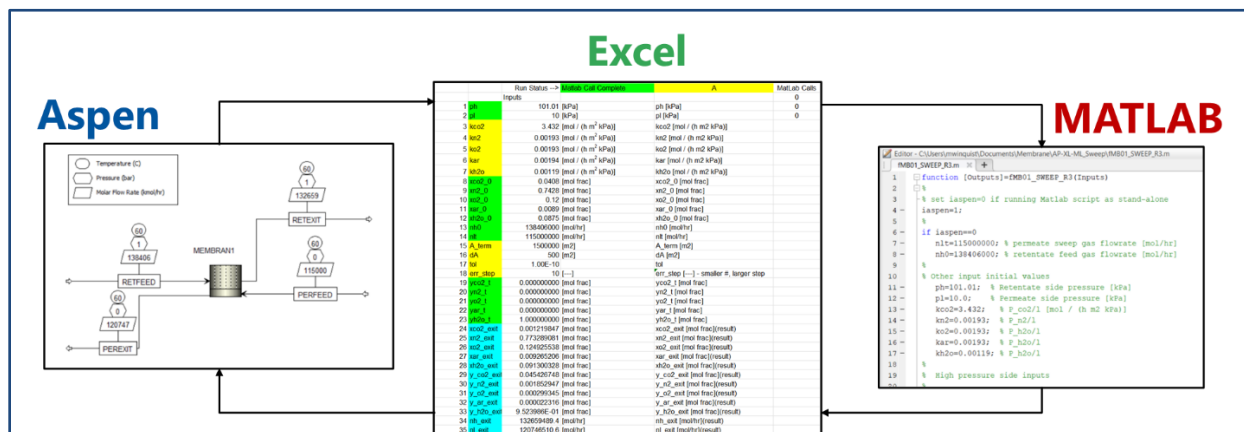 Excel
Aspen
MATLAB
Temperature (C)
Pressure (bar)
Molar Flow Rate (kmol/hr)
60
1
132659
RETEXIT
60
1
138406
RETFEED
MEMBRAN1
60
0
115000
PERFEED
60
0
120747
PEREXIT
Run Status --> Matlab Call Complete A MatLab Calls
Inputs 0
1 ph 101.01 [kPa] ph [kPa] 0
2 pl 10 [kPa] pl [kPa] 0
3 kco2 3.432 [mol / (h m2 kPa)] kco2 [mol / (h m2 kPa)]
4 kn2 0.00193 [mol / (h m2 kPa)] kn2 [mol / (h m2 kPa)]
5 ko2 0.00193 [mol / (h m2 kPa)] ko2 [mol / (h m2 kPa)]
6 kar 0.00194 [mol / (h m2 kPa)] kar [mol / (h m2 kPa)]
7 kh2o 0.00119 [mol / (h m2 kPa)] kh2o [mol / (h m2 kPa)]
8 xco2_0 0.0408 [mol frac] xco2_0 [mol frac]
9 xn2_0 0.7428 [mol frac] xn2_0 [mol frac]
10 xo2_0 0.12 [mol frac] xo2_0 [mol frac]
11 xar_0 0.0089 [mol frac] xar_0 [mol frac]
12 xh2o_0 0.0875 [mol frac] xh2o_0 [mol frac]
13 nh0 138406000 [mol/hr] nh0 [mol/hr]
14 nlt 115000000 [mol/hr] nlt [mol/hr]
15 A_term 1500000 [m2] A_term [m2]
16 dA 500 [m2] dA [m2]
17 tol 1.00E-10 tol
18 err_step 10 [---] err_step [---] - smaller #, larger step
19 yco2_t 0.000000000 [mol frac] yco2_t [mol frac]
20 yn2_t 0.000000000 [mol frac] yn2_t [mol frac]
21 yo2_t 0.000000000 [mol frac] yo2_t [mol frac]
22 yar_t 0.000000000 [mol frac] yar_t [mol frac]
23 yh2o_t 1.000000000 [mol frac] yh2o_t [mol frac]
24 xco2_exit 0.001219847 [mol frac] xco2_exit [mol frac](result)
25 xn2_exit 0.773289081 [mol frac] xn2_exit [mol frac](result)
26 xo2_exit 0.124925538 [mol frac] xo2_exit [mol frac](result)
27 xar_exit 0.009265206 [mol frac] xar_exit [mol frac](result)
28 xh2o_exit 0.091300328 [mol frac] xh2o_exit [mol frac](result)
29 y_co2_exi 0.045426748 [mol frac] y_co2_exit [mol frac](result)
30 y_n2_exit 0.001852947 [mol frac] y_n2_exit [mol frac](result)
31 y_o2_exit 0.000299345 [mol frac] y_o2_exit [mol frac](result)
32 y_ar_exit 0.000022316 [mol frac] y_ar_exit [mol frac](result)
33 y_h2o_exi 9.523986E-01 [mol frac] y_h2o_exit [mol frac](result)
34 nh_exit 132659489.4 [mol/hr] nh_exit [mol/hr](result)
35 nl_exit 120746510.6 [mol/hr] nl_exit [mol/hr](result)
Editor - C:\Users\mwinquist\Documents\Membrane\AP-XL-ML_Sweep\fMB01_SWEEP_R3.m
fMB01_SWEEP_R3.m × +
1 function [Outputs]=fMB01_SWEEP_R3(Inputs)
2 %
3 % set iaspen=0 if running Matlab script as stand-alone
4 - iaspen=1;
5 %
6 - if iaspen==0
7 - nlt=115000000; % permeate sweep gas flowrate [mol/hr]
8 - nh0=138406000; % retentate feed gas flowrate [mol/hr]
9 %
10 % Other input initial values
11 - ph=101.01; % Retentate side pressure [kPa]
12 - pl=10.0; % Permeate side pressure [kPa]
13 - kco2=3.432; % P_co2/l [mol / (h m2 kPa)]
14 - kn2=0.00193; % P_n2/l
15 - ko2=0.00193; % P_h2o/l
16 - kar=0.00193; % P_h2o/l
17 - kh2o=0.00119; % P_h2o/l
18 %
19 % High pressure side inputs